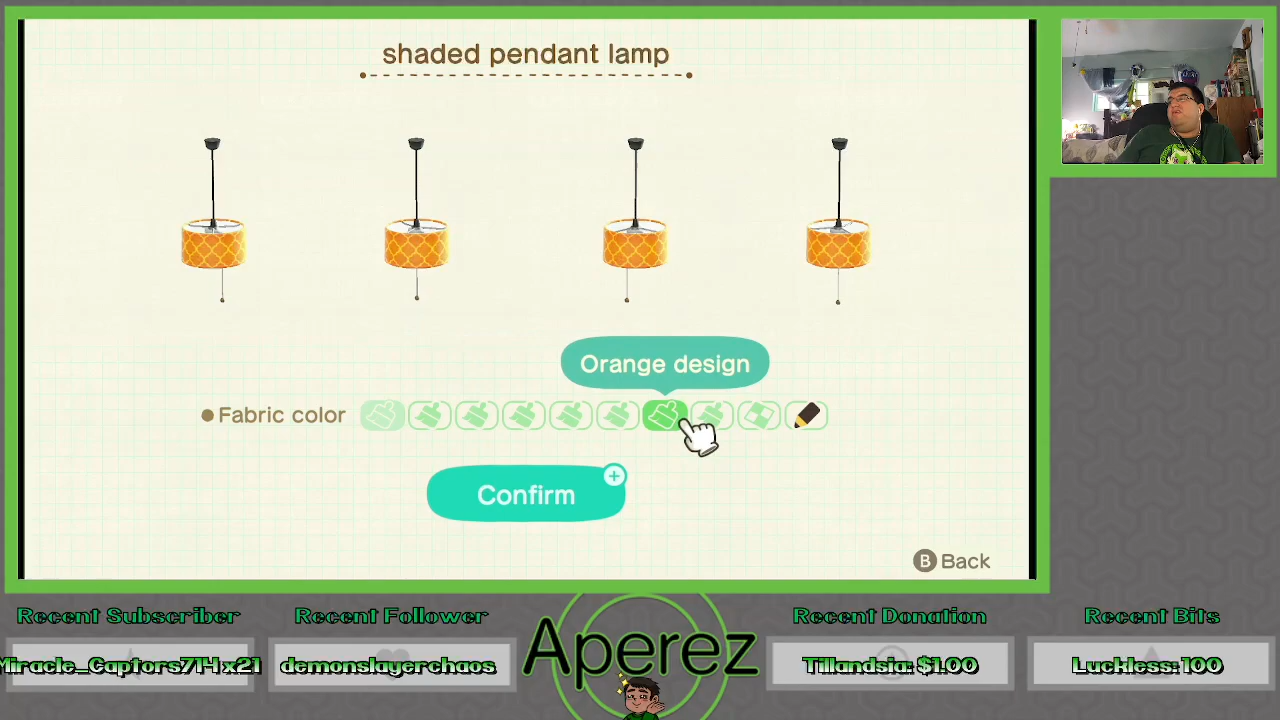 shaded pendant lamp
Orange design
Fabric color
Confirm
B Back
Recent Subscriber
Recent Follower
Aperez
Recent Donation
Recent Bits
Miracle_Captors714 x21
demonslayerchaos
Tillandsia: $1.00
Luckless: 100